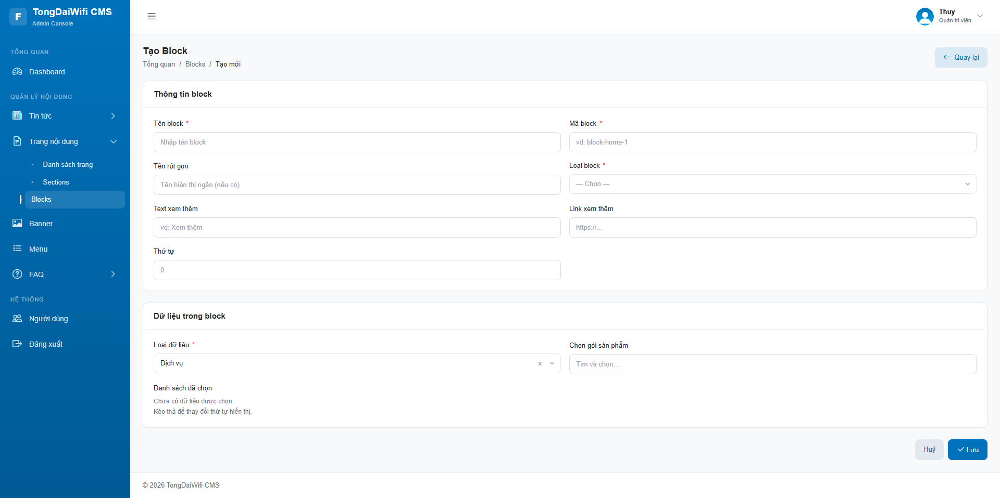 F
TongDaiWifi CMS
Admin Console
TỔNG QUAN
Dashboard
QUẢN LÝ NỘI DUNG
Tin tức
Trang nội dung
Danh sách trang
Sections
Blocks
Banner
Menu
FAQ
HỆ THỐNG
Người dùng
Đăng xuất
Thuy
Quản trị viên
Tạo Block
Tổng quan / Blocks / Tạo mới
Quay lại
Thông tin block
Tên block *
Mã block *
Nhập tên block
vd: block-home-1
Tên rút gọn
Loại block *
Tên hiển thị ngắn (nếu có)
— Chọn —
Text xem thêm
Link xem thêm
vd: Xem thêm
https://...
Thứ tự
0
Dữ liệu trong block
Loại dữ liệu *
Chọn gói sản phẩm
Dịch vụ x
Tìm và chọn...
Danh sách đã chọn
Chưa có dữ liệu được chọn
Kéo thả để thay đổi thứ tự hiển thị.
Huỷ
Lưu
© 2026 TongDaiWifi CMS